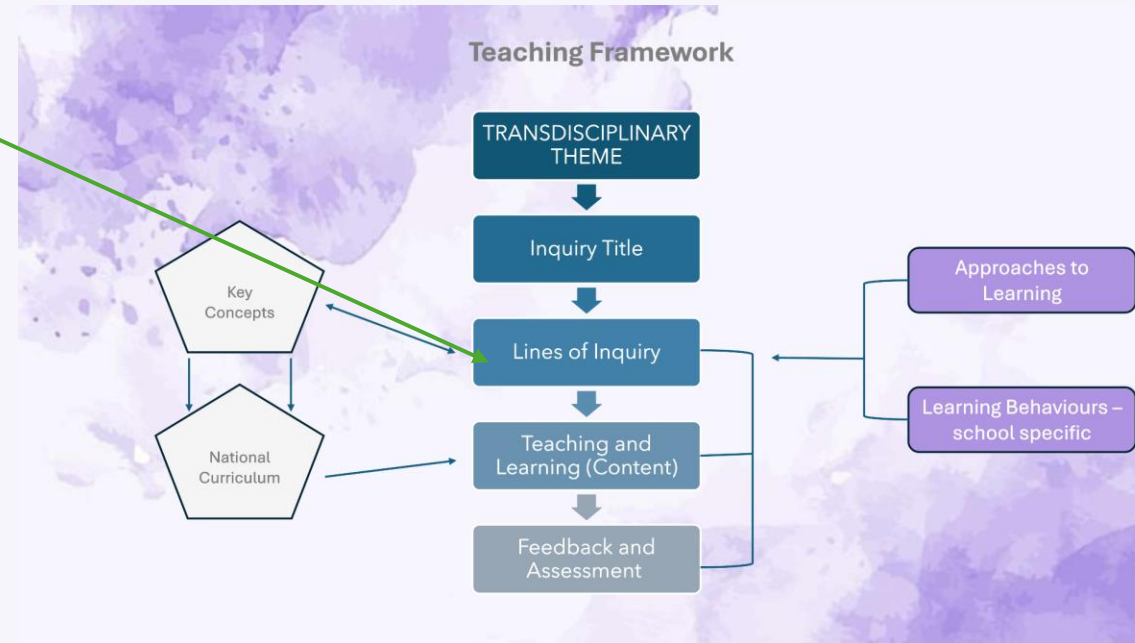 Teaching Framework
TRANSDISCIPLINARY
THEME
Inquiry Title
Key
Concepts
Lines of Inquiry
Approaches to
Learning
National
Curriculum
Teaching and
Learning (Content)
Learning Behaviours –
school specific
Feedback and
Assessment